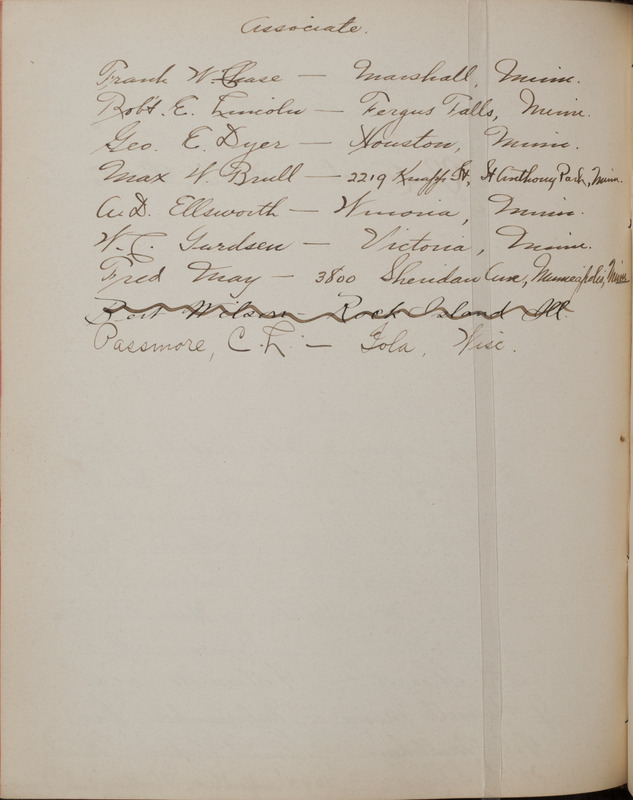 Associate.
Frank W. Chase — Marshall, Minn.
Rob't. E. Lincoln — Fergus Falls, Minn.
Geo. E. Dyer — Houston, Minn.
Max W. Brull — 2219 Knapp St, St Anthony Park, Minn.
A.D. Ellsworth — Winona, Minn.
W. C. Gerdsen — Victoria, Minn.
Fred May — 3800 Sheridan Ave, Minneapolis, Minn
Bert Wilson — Rock Island Ill.
Passmore, C.L. — Iola, Wisc.